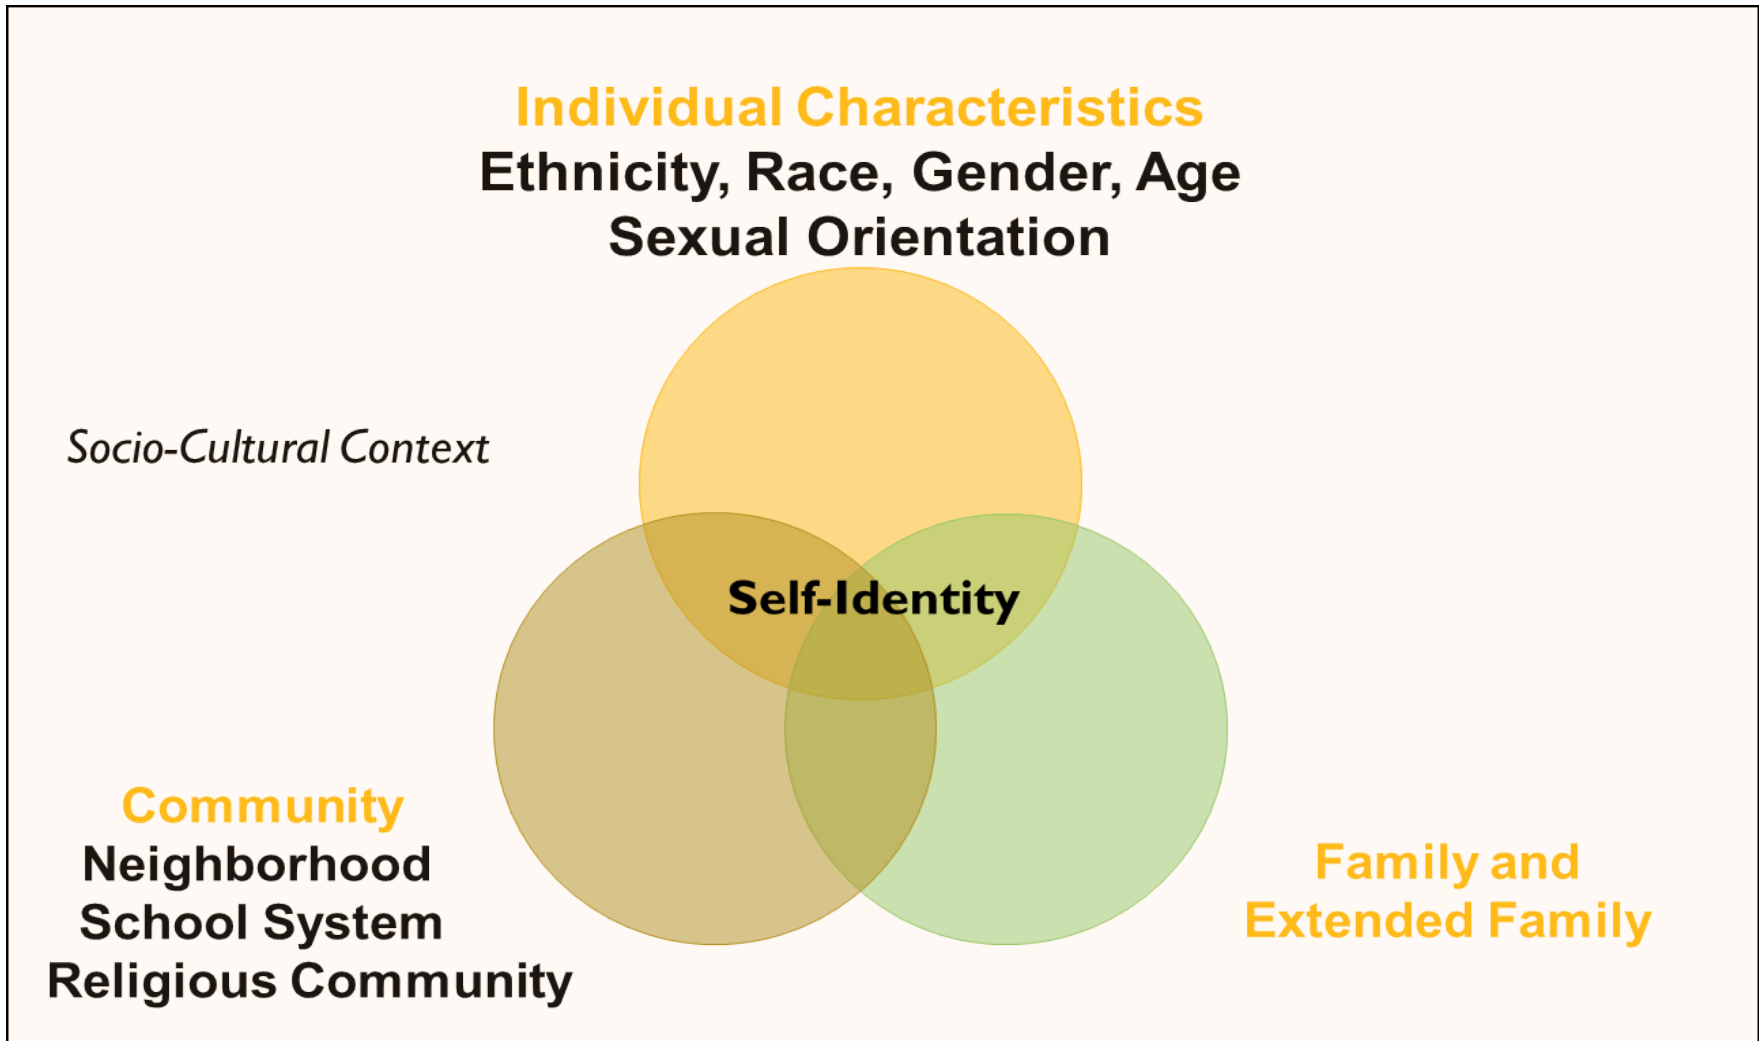 Individual Characteristics
Ethnicity, Race, Gender, Age
Sexual Orientation
Socio-Cultural Context
Self-Identity
Community
Neighborhood
School System
Religious Community
Family and
Extended Family